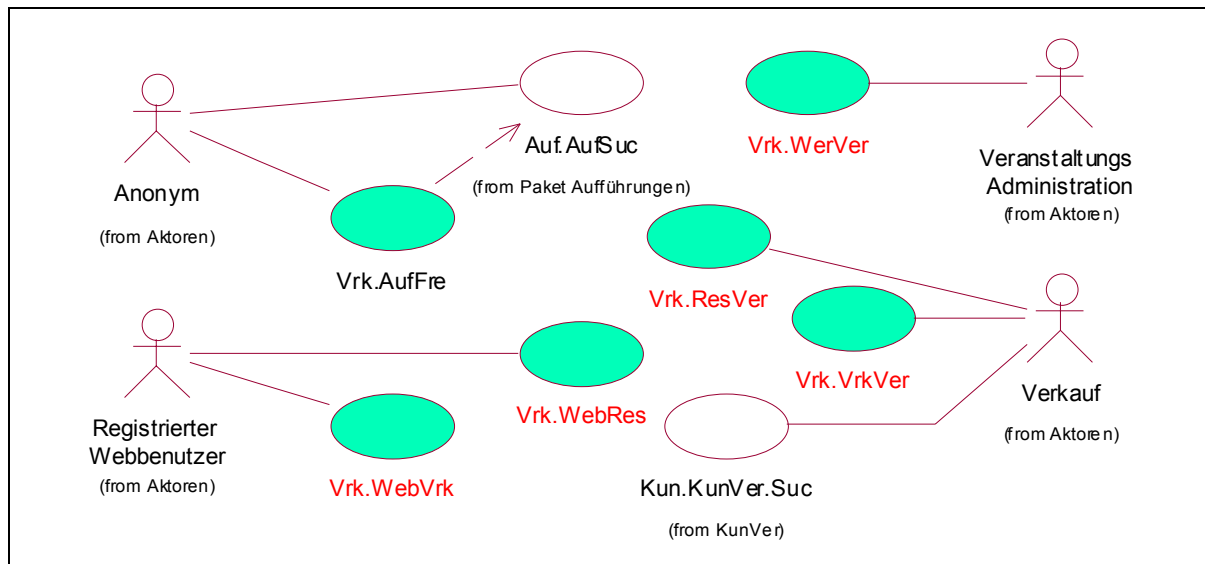 Auf.AufSuc
(from Paket Aufführungen)
Vrk.WerVer
Veranstaltungs
Administration
(from Aktoren)
Anonym
(from Aktoren)
Vrk.AufFre
Vrk.ResVer
Vrk.VrkVer
Verkauf
(from Aktoren)
Registrierter
Webbenutzer
(from Aktoren)
Vrk.WebRes
Vrk.WebVrk
Kun.KunVer.Suc
(from KunVer)